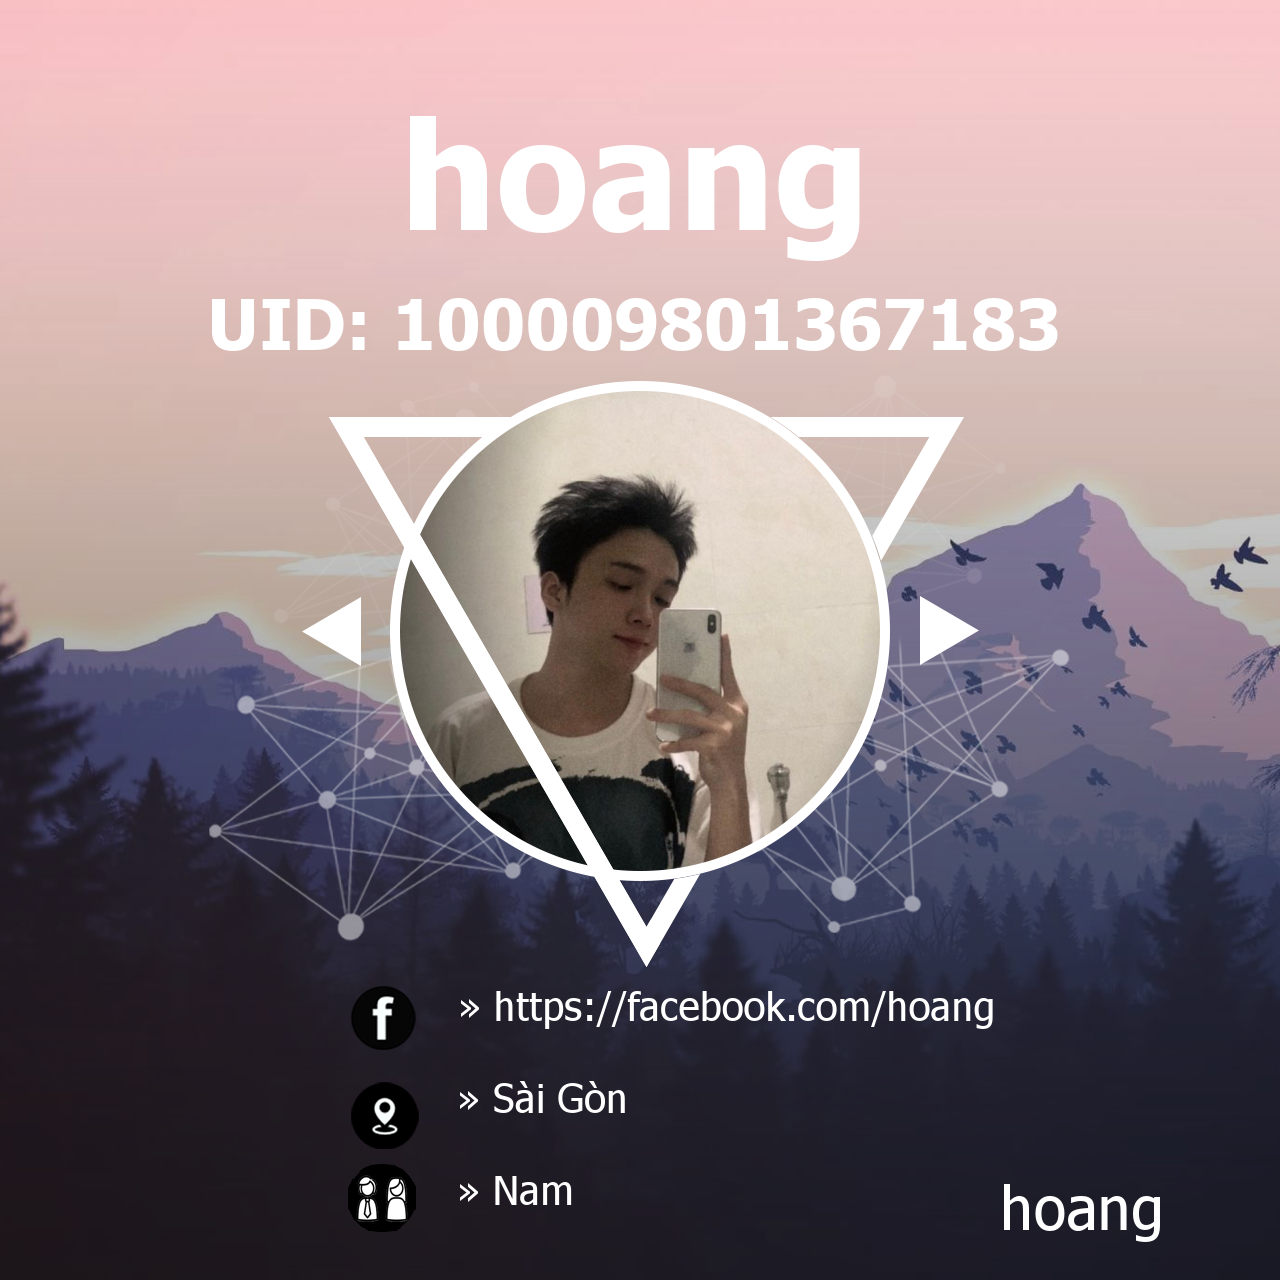 hoang
UID: 100009801367183
» https://facebook.com/hoang
» Sài Gòn
» Nam
hoang